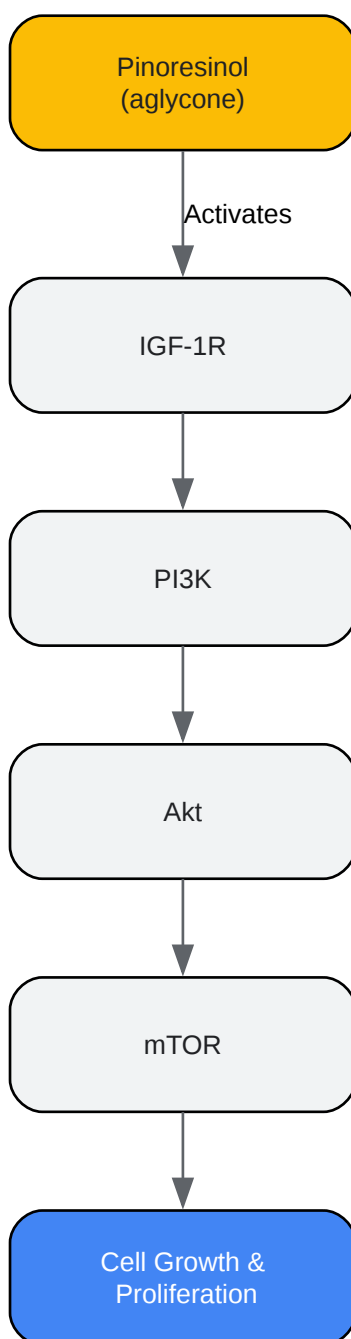 Pinoresinol
(aglycone)
Activates
IGF-1R
PI3K
Akt
mTOR
Cell Growth &
Proliferation